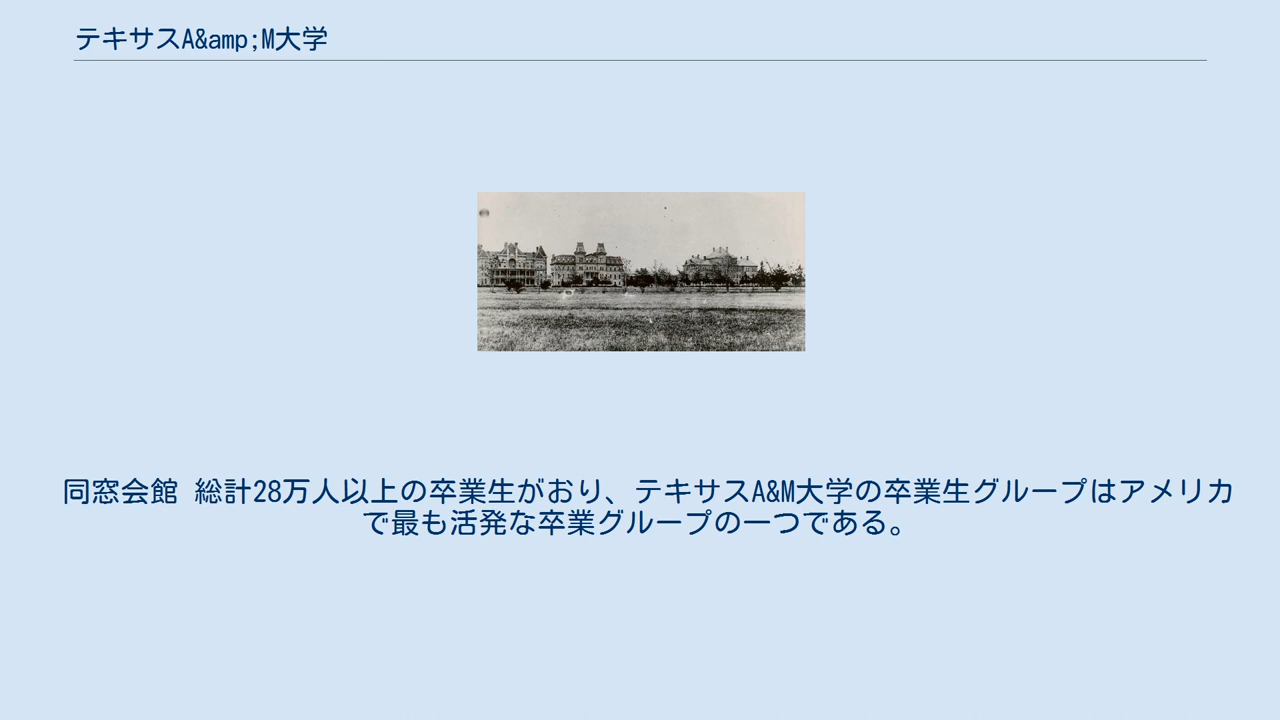 テキサスA&amp;M大学
同窓会館 総計28万人以上の卒業生がおり、テキサスA&M大学の卒業生グループはアメリカ
で最も活発な卒業グループの一つである。